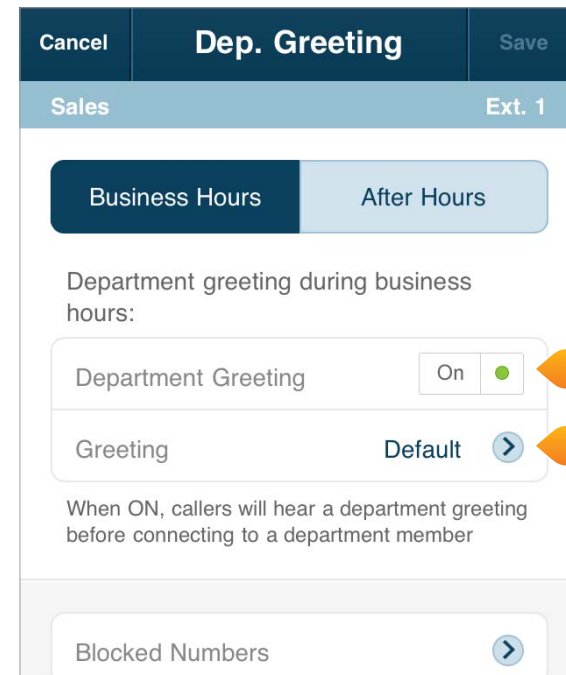 Cancel Dep. Greeting Save
Sales Ext. 1
Business Hours After Hours
Department greeting during business
hours:
Department Greeting On
Greeting Default
When ON, callers will hear a department greeting
before connecting to a department member
Blocked Numbers